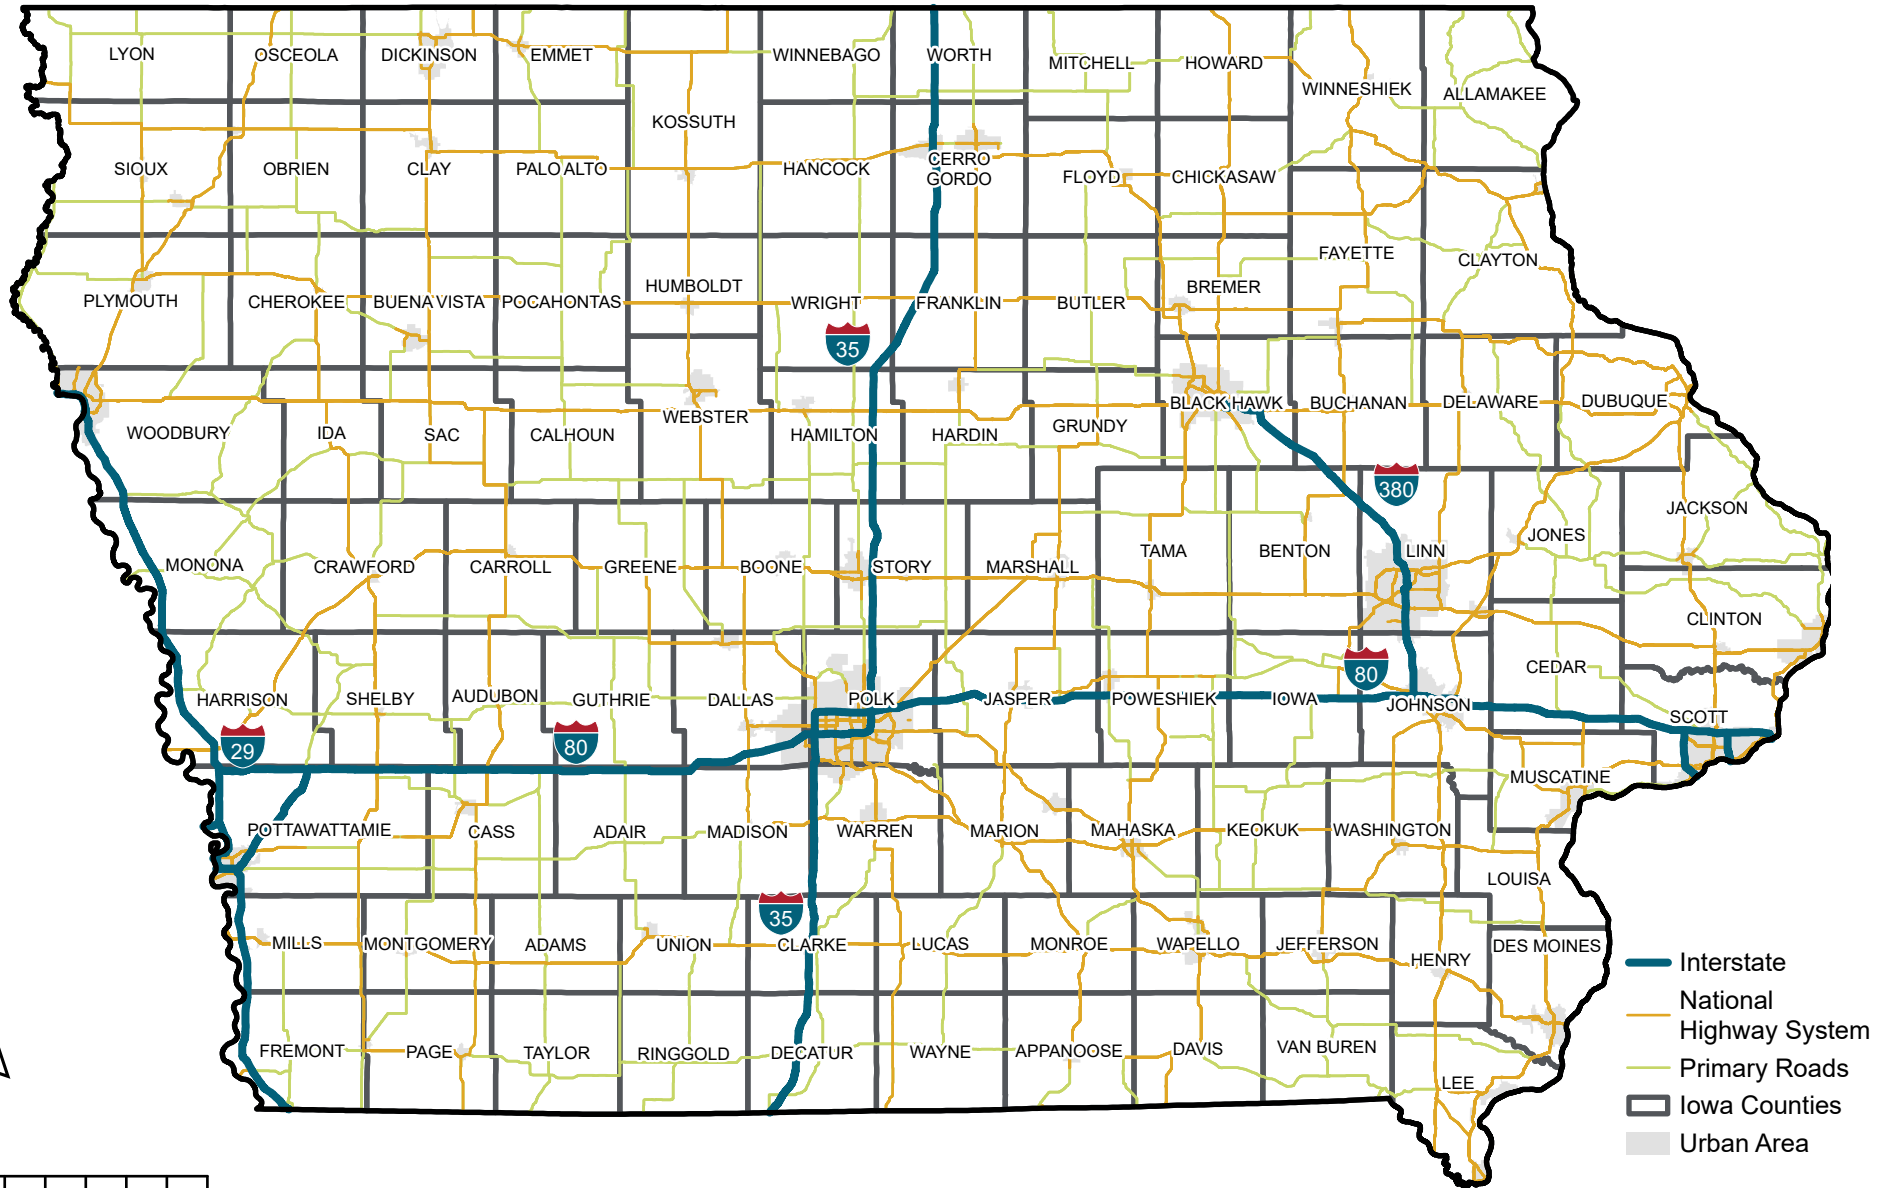 LYON
OSCEOLA
DICKINSON
EMMET
WINNEBAGO
WORTH
MITCHELL
HOWARD
WINNESHIEK
ALLAMAKEE
KOSSUTH
SIOUX
OBRIEN
CLAY
PALO ALTO
HANCOCK
CERRO
GORDO
FLOYD
CHICKASAW
FAYETTE
CLAYTON
PLYMOUTH
CHEROKEE
BUENA VISTA
POCAHONTAS
HUMBOLDT
WRIGHT
FRANKLIN
BUTLER
BREMER
35
WOODBURY
IDA
SAC
CALHOUN
WEBSTER
HAMILTON
HARDIN
GRUNDY
BLACK HAWK
BUCHANAN
DELAWARE
DUBUQUE
380
JACKSON
JONES
MONONA
CRAWFORD
CARROLL
GREENE
BOONE
STORY
MARSHALL
TAMA
BENTON
LINN
CLINTON
CEDAR
80
HARRISON
SHELBY
AUDUBON
GUTHRIE
DALLAS
POLK
JASPER
POWESHIEK
IOWA
JOHNSON
SCOTT
29
80
MUSCATINE
POTTAWATTAMIE
CASS
ADAIR
MADISON
WARREN
MARION
MAHASKA
KEOKUK
WASHINGTON
LOUISA
35
MILLS
MONTGOMERY
ADAMS
UNION
CLARKE
LUCAS
MONROE
WAPELLO
JEFFERSON
HENRY
DES MOINES
FREMONT
PAGE
TAYLOR
RINGGOLD
DECATUR
WAYNE
APPANOOSE
DAVIS
VAN BUREN
LEE
Interstate
National
Highway System
Primary Roads
Iowa Counties
Urban Area